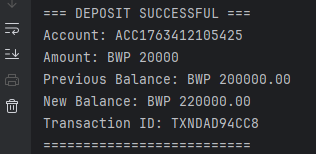 === DEPOSIT SUCCESSFUL ===
Account: ACC1763412105425
Amount: BWP 20000
Previous Balance: BWP 200000.00
New Balance: BWP 220000.00
Transaction ID: TXNDAD94CC8
==========================